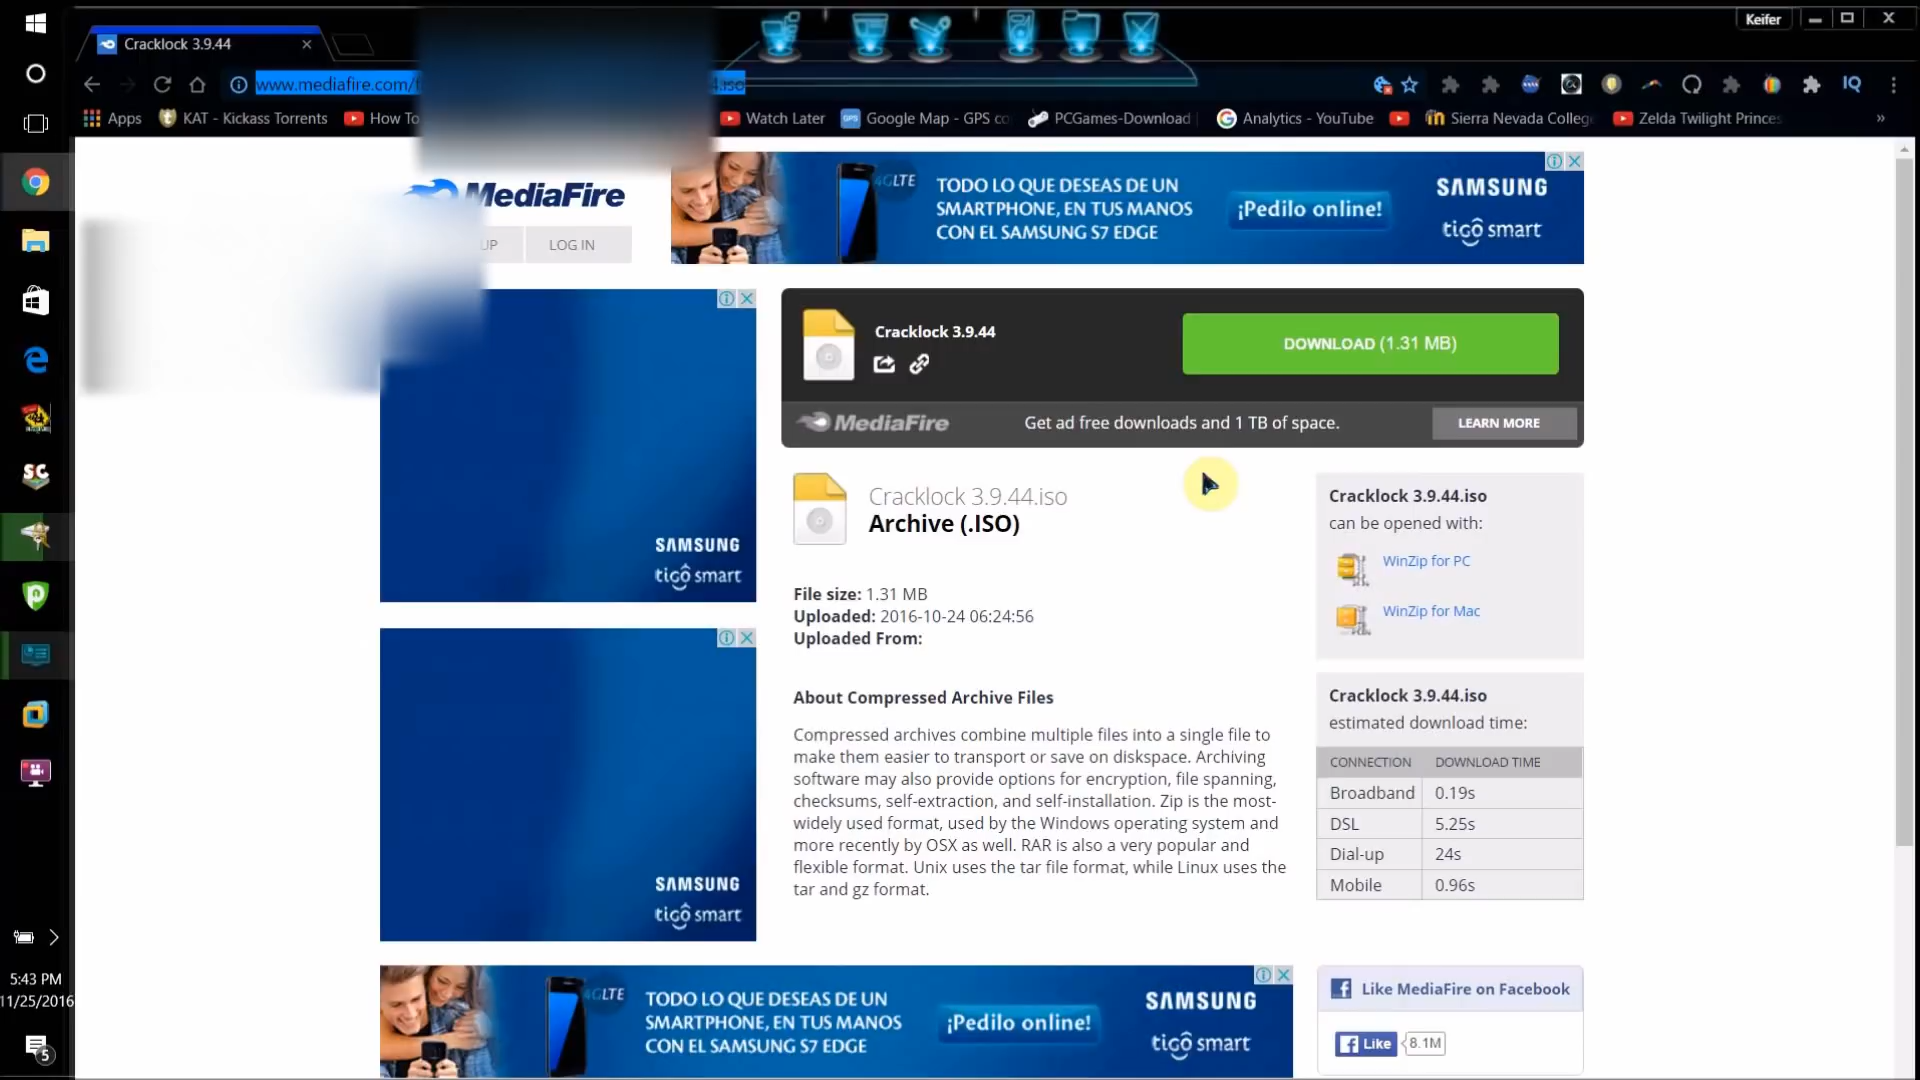 Cracklock 3.9.44
Keifer
www.mediafire.com/
4.iso
IQ
Apps
KAT - Kickass Torrents
How To
Watch Later
Google Map - GPS co
PCGames-Download
Analytics - YouTube
Sierra Nevada Colleg
Zelda Twilight Princes
MediaFire
UP
LOG IN
4GLTE
TODO LO QUE DESEAS DE UN
SMARTPHONE, EN TUS MANOS
CON EL SAMSUNG S7 EDGE
¡Pedilo online!
SAMSUNG
tigo smart
Cracklock 3.9.44
DOWNLOAD (1.31 MB)
MediaFire
Get ad free downloads and 1 TB of space.
LEARN MORE
SAMSUNG
tigo smart
Cracklock 3.9.44.iso
Archive (.ISO)
File size: 1.31 MB
Uploaded: 2016-10-24 06:24:56
Uploaded From:
Cracklock 3.9.44.iso
can be opened with:
WinZip for PC
WinZip for Mac
About Compressed Archive Files
Compressed archives combine multiple files into a single file to
make them easier to transport or save on diskspace. Archiving
software may also provide options for encryption, file spanning,
checksums, self-extraction, and self-installation. Zip is the most-
widely used format, used by the Windows operating system and
more recently by OSX as well. RAR is also a very popular and
flexible format. Unix uses the tar file format, while Linux uses the
tar and gz format.
Cracklock 3.9.44.iso
estimated download time:
CONNECTION DOWNLOAD TIME
Broadband 0.19s
DSL 5.25s
Dial-up 24s
Mobile 0.96s
SAMSUNG
tigo smart
4GLTE
TODO LO QUE DESEAS DE UN
SMARTPHONE, EN TUS MANOS
CON EL SAMSUNG S7 EDGE
¡Pedilo online!
SAMSUNG
tigo smart
Like MediaFire on Facebook
Like
8.1M
SC
5:43 PM
11/25/2016
5